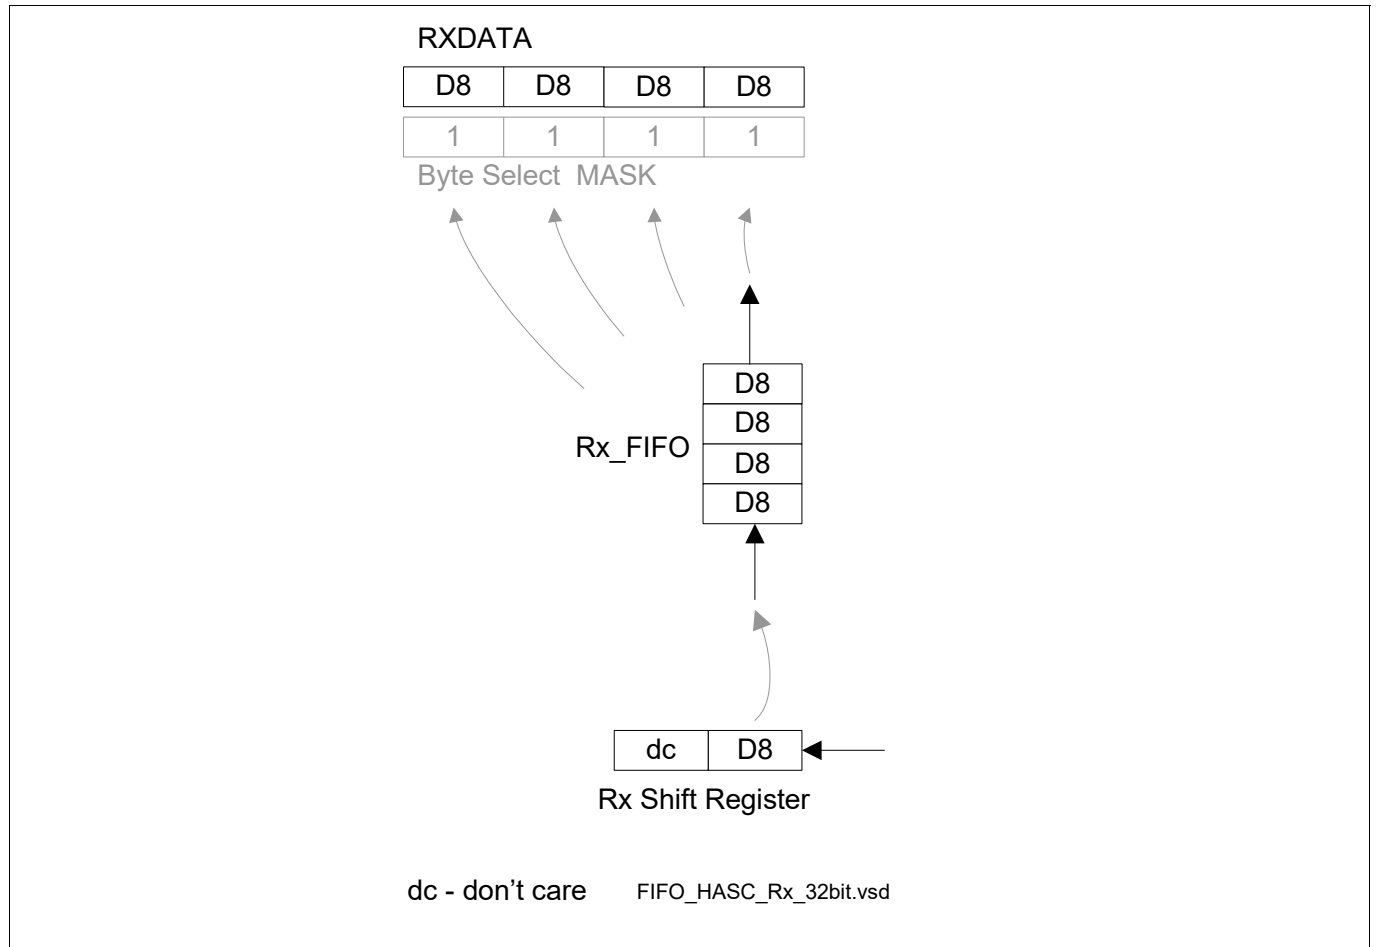 RXDATA
D8 D8 D8 D8
1 1 1 1
Byte Select MASK
D8
D8
Rx_FIFO
D8
D8
dc D8
Rx Shift Register
dc - don't care FIFO_HASC_Rx_32bit.vsd